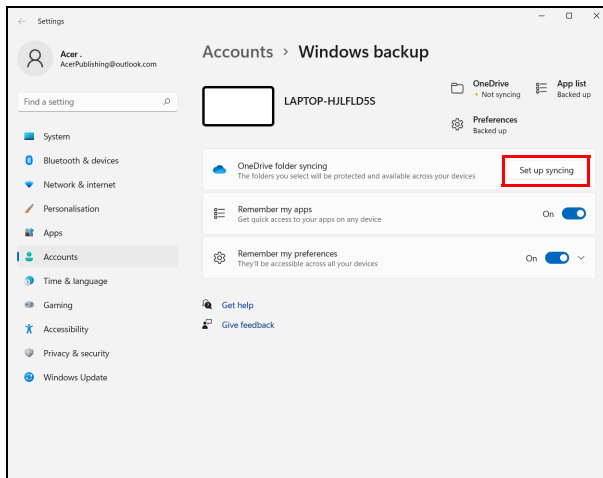 Settings
Acer .
AcerPublishing@outlook.com
Find a setting
System
Bluetooth & devices
Network & internet
Personalisation
Apps
Accounts
Time & language
Gaming
Accessibility
Privacy & security
Windows Update
Accounts > Windows backup
LAPTOP-HJLFLD5S
OneDrive
• Not syncing
App list
Backed up
Preferences
Backed up
OneDrive folder syncing
The folders you select will be protected and available across your devices
Set up syncing
Remember my apps
Get quick access to your apps on any device
On
Remember my preferences
They'll be accessible across all your devices
On
Get help
Give feedback